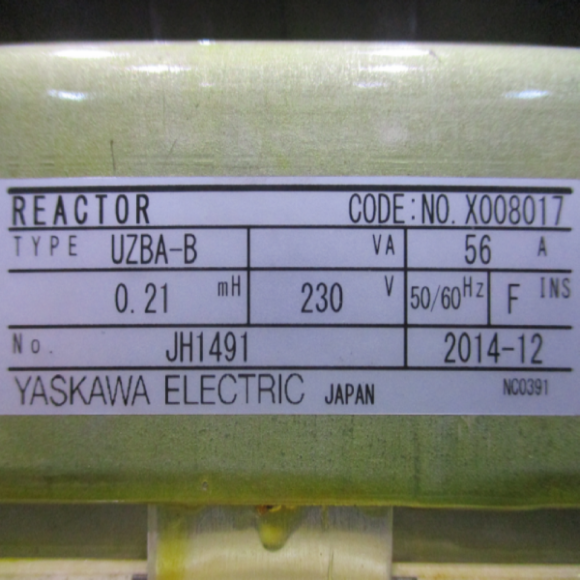 REACTOR CODE:NO. X008017
TYPE UZBA-B VA 56 A
0.21 mH 230 V 50/60Hz F INS
No. JH1491 2014-12
YASKAWA ELECTRIC JAPAN NC0391